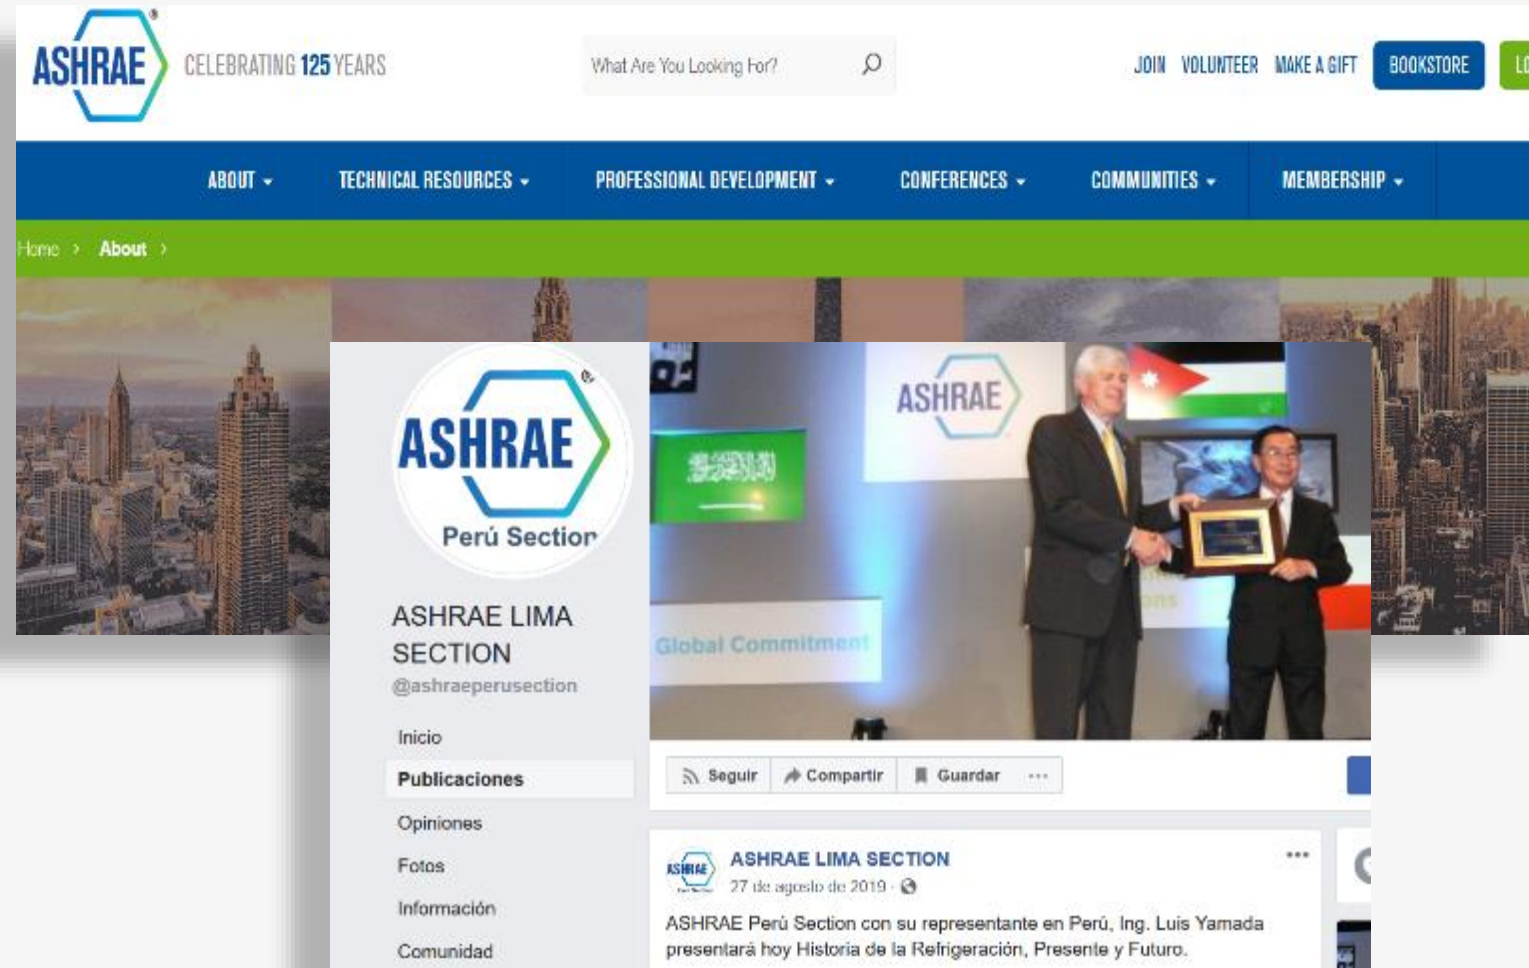 ASHRAE
CELEBRATING 125 YEARS
What Are You Looking For?
JOIN VOLUNTEER MAKE A GIFT BOOKSTORE
ABOUT TECHNICAL RESOURCES PROFESSIONAL DEVELOPMENT CONFERENCES COMMUNITIES MEMBERSHIP
Home > About >
ASHRAE
Perú Section
ASHRAE LIMA
SECTION
@ashraeperusection
Inicio
Publicaciones
Opiniones
Fotos
Información
Comunidad
ASHRAE
Global Commitment
Seguir Compartir Guardar ...
ASHRAE
ASHRAE LIMA SECTION
27 de agosto de 2019 ·
ASHRAE Perú Section con su representante en Perú, Ing. Luis Yamada
presentará hoy Historia de la Refrigeración, Presente y Futuro.